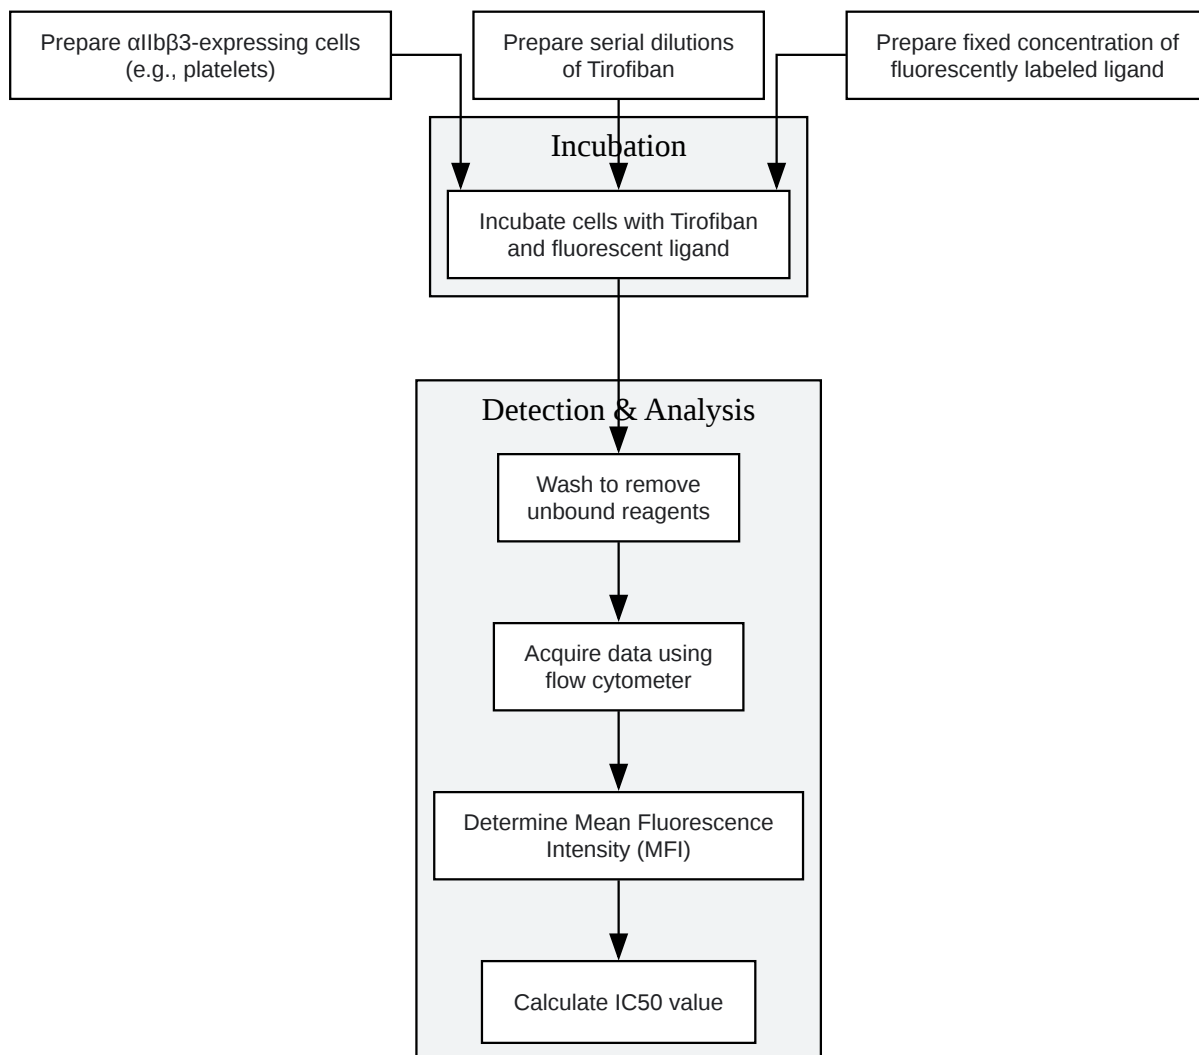 Prepare αIIbβ3-expressing cells
(e.g., platelets)
Prepare serial dilutions
of Tirofiban
Prepare fixed concentration of
fluorescently labeled ligand
Incubation
Incubate cells with Tirofiban
and fluorescent ligand
Detection & Analysis
Wash to remove
unbound reagents
Acquire data using
flow cytometer
Determine Mean Fluorescence
Intensity (MFI)
Calculate IC50 value